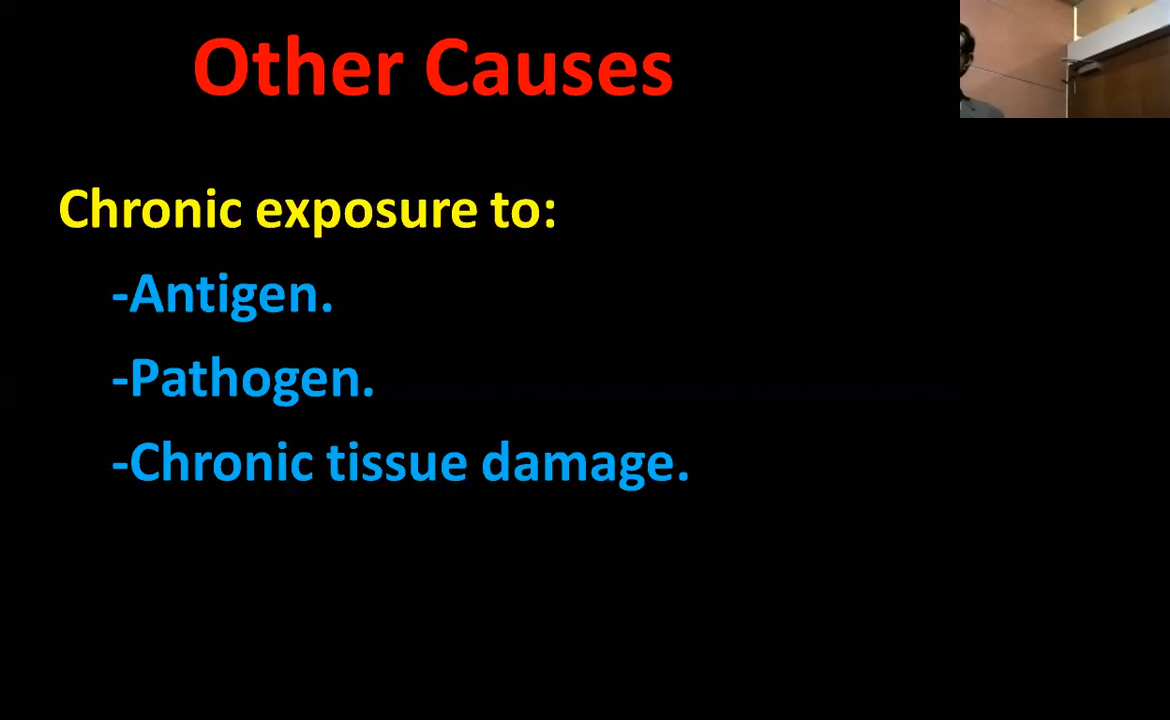 Other Causes
Chronic exposure to:
-Antigen.
-Pathogen.
-Chronic tissue damage.